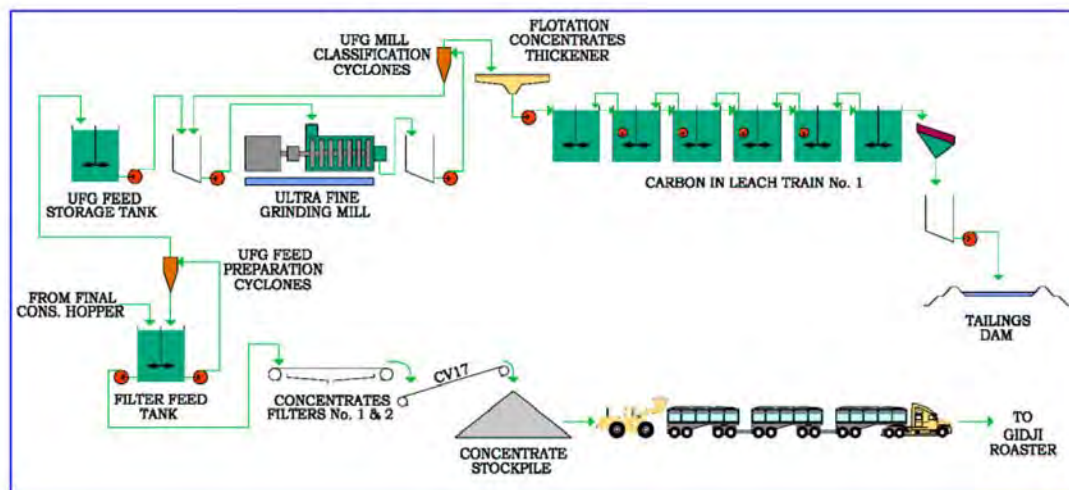 FLOTATION
CONCENTRATES
THICKENER
UFG MILL
CLASSIFICATION
CYCLONES
UFG FEED
STORAGE TANK
ULTRA FINE
GRINDING MILL
CARBON IN LEACH TRAIN No. 1
UFG FEED
PREPARATION
CYCLONES
FROM FINAL
CONS. HOPPER
TAILINGS
DAM
FILTER FEED
TANK
CONCENTRATES
FILTERS No. 1 & 2
CV17
CONCENTRATE
STOCKPILE
TO
GIDJI
ROASTER